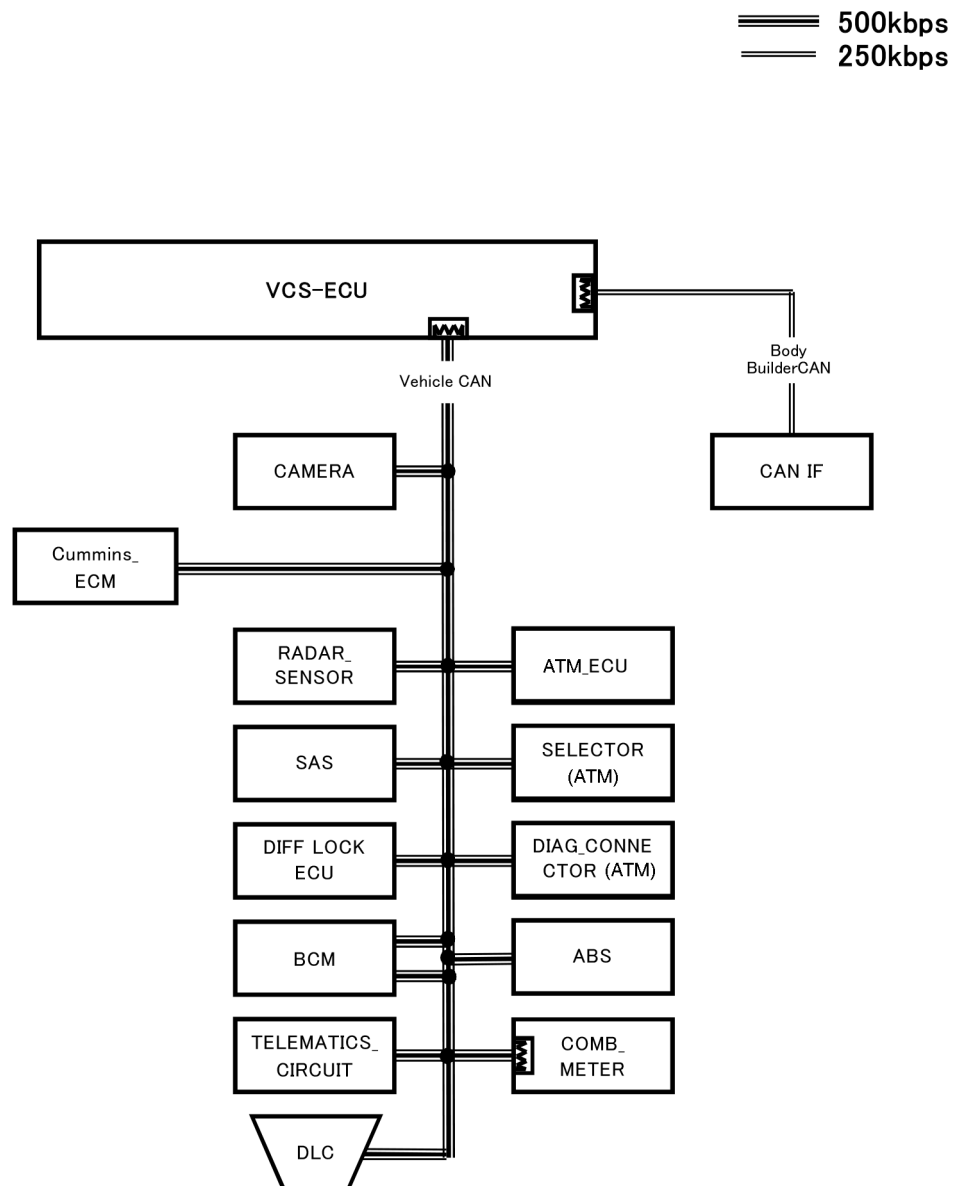 500kbps
250kbps
VCS-ECU
Vehicle CAN
Body
BuilderCAN
CAMERA
CAN IF
Cummins_
ECM
RADAR_
SENSOR
ATM_ECU
SAS
SELECTOR
(ATM)
DIFF LOCK
ECU
DIAG_CONNE
CTOR (ATM)
BCM
ABS
TELEMATICS_
CIRCUIT
COMB_
METER
DLC